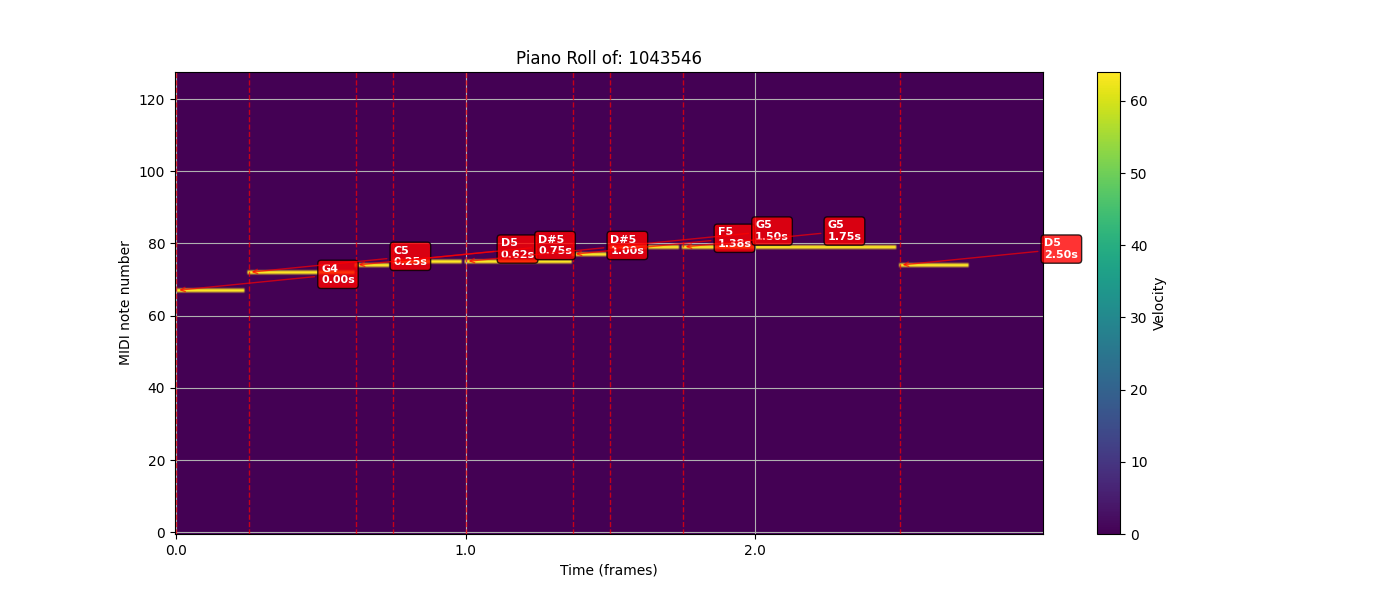 Piano Roll of: 1043546
MIDI note number
120
100
80
60
40
20
0
G4
0.00s
C5
0.25s
D5
0.62s
D#5
0.75s
D#5
1.00s
F5
1.38s
G5
1.50s
G5
1.75s
D5
2.50s
0.0
1.0
2.0
Time (frames)
60
50
40
30
20
10
0
Velocity